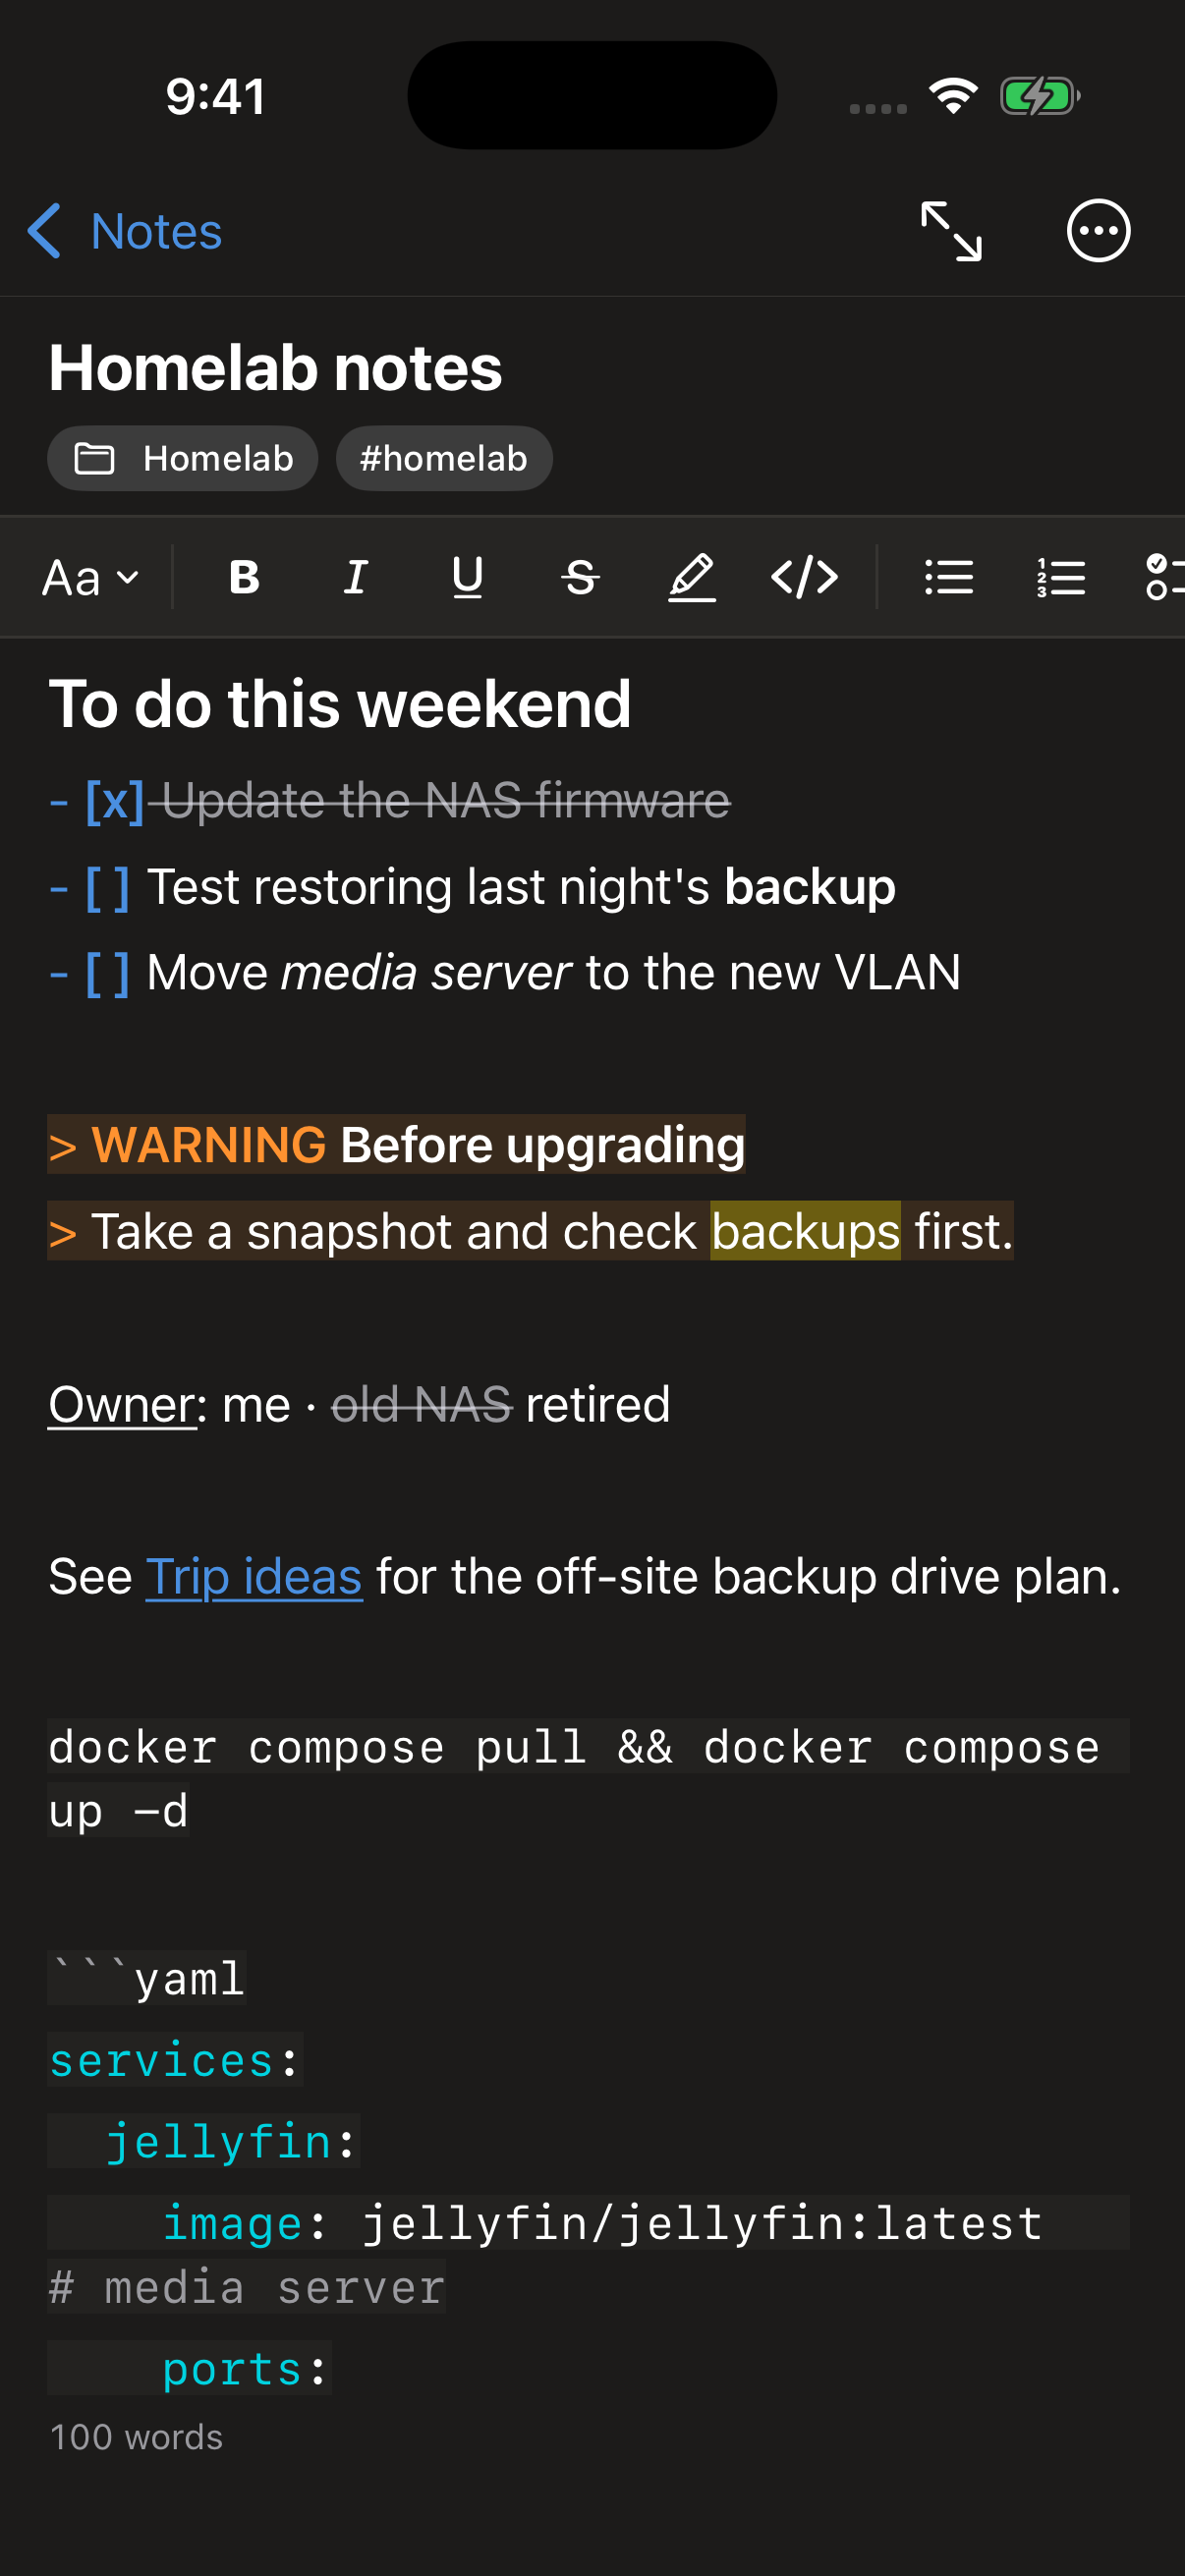 9:41
Notes
Homelab notes
Homelab
#homelab
Aa B I U S </>
To do this weekend
- [x] Update the NAS firmware
- [ ] Test restoring last night's backup
- [ ] Move media server to the new VLAN
> WARNING Before upgrading
> Take a snapshot and check backups first.
Owner: me · old NAS retired
See Trip ideas for the off-site backup drive plan.
docker compose pull && docker compose
up -d
```yaml
services:
  jellyfin:
    image: jellyfin/jellyfin:latest
# media server
    ports:
100 words